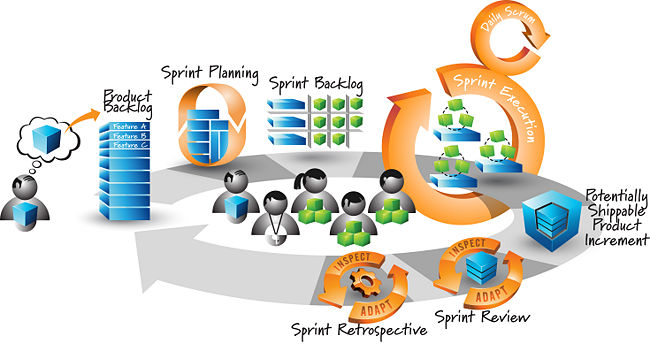 Product
Backlog
Feature A
Feature B
Feature C
Sprint Planning
Sprint Backlog
Daily Scrum
Sprint Execution
Potentially
Shippable
Product
Increment
INSPECT
ADAPT
Sprint Review
INSPECT
ADAPT
Sprint Retrospective